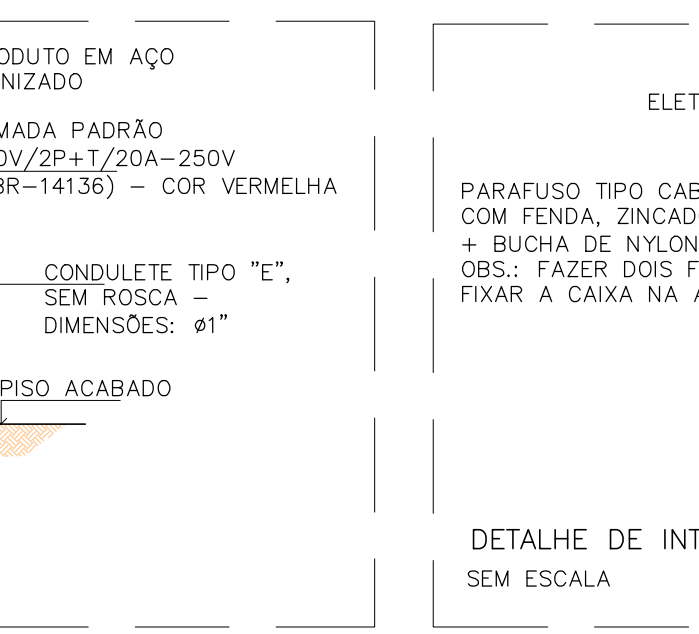 ODUTO EM AÇO
NIZADO
MADA PADRÃO
0V/2P+T/20A-250V
BR-14136) - COR VERMELHA
CONDULETE TIPO "E",
SEM ROSCA -
DIMENSÕES: ø1"
PISO ACABADO
ELET
PARAFUSO TIPO CAB
COM FENDA, ZINCAD
+ BUCHA DE NYLON
OBS.: FAZER DOIS F
FIXAR A CAIXA NA A
DETALHE DE INT
SEM ESCALA